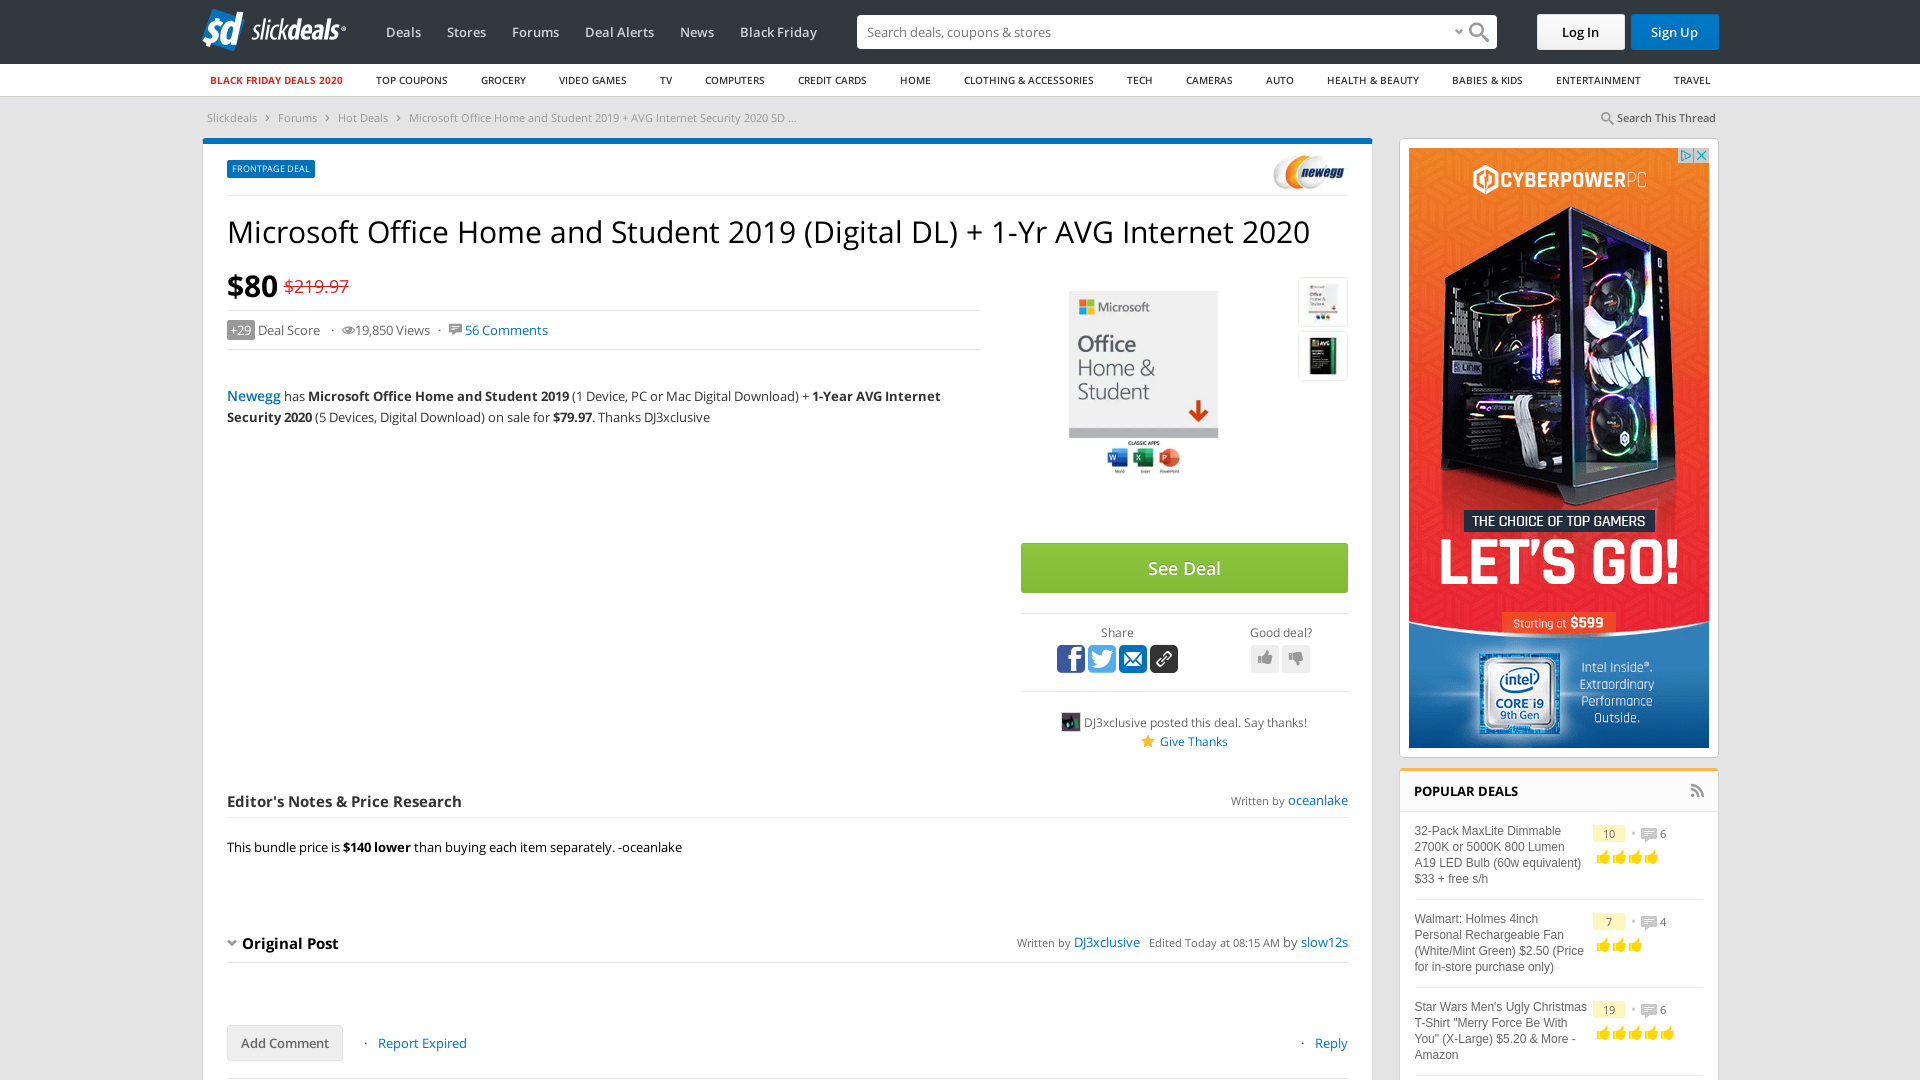 slickdeals
Deals
Stores
Forums
Deal Alerts
News
Black Friday
Search deals, coupons & stores
Log In
Sign Up
BLACK FRIDAY DEALS 2020
TOP COUPONS
GROCERY
VIDEO GAMES
TV
COMPUTERS
CREDIT CARDS
HOME
CLOTHING & ACCESSORIES
TECH
CAMERAS
AUTO
HEALTH & BEAUTY
BABIES & KIDS
ENTERTAINMENT
TRAVEL
Slickdeals › Forums › Hot Deals › Microsoft Office Home and Student 2019 + AVG Internet Security 2020 5D ...
Search This Thread
FRONTPAGE DEAL
newegg
Microsoft Office Home and Student 2019 (Digital DL) + 1-Yr AVG Internet 2020
$80 $219.97
+29 Deal Score · 19,850 Views · 56 Comments
Newegg has Microsoft Office Home and Student 2019 (1 Device, PC or Mac Digital Download) + 1-Year AVG Internet
Security 2020 (5 Devices, Digital Download) on sale for $79.97. Thanks DJ3xclusive
Microsoft
Office
Home &
Student
CLASSIC APPS
Word Excel PowerPoint
See Deal
Share
Good deal?
DJ3xclusive posted this deal. Say thanks!
Give Thanks
Editor's Notes & Price Research
Written by oceanlake
This bundle price is $140 lower than buying each item separately. -oceanlake
Original Post
Written by DJ3xclusive Edited Today at 08:15 AM by slow12s
Add Comment
· Report Expired
· Reply
CYBERPOWERPC
THE CHOICE OF TOP GAMERS
LET'S GO!
Starting at $599
intel
CORE i9
9th Gen
Intel Inside®.
Extraordinary
Performance
Outside.
POPULAR DEALS
32-Pack MaxLite Dimmable
2700K or 5000K 800 Lumen
A19 LED Bulb (60w equivalent)
$33 + free s/h
10 • 6
Walmart: Holmes 4inch
Personal Rechargeable Fan
(White/Mint Green) $2.50 (Price
for in-store purchase only)
7 • 4
Star Wars Men's Ugly Christmas
T-Shirt "Merry Force Be With
You" (X-Large) $5.20 & More -
Amazon
19 • 6